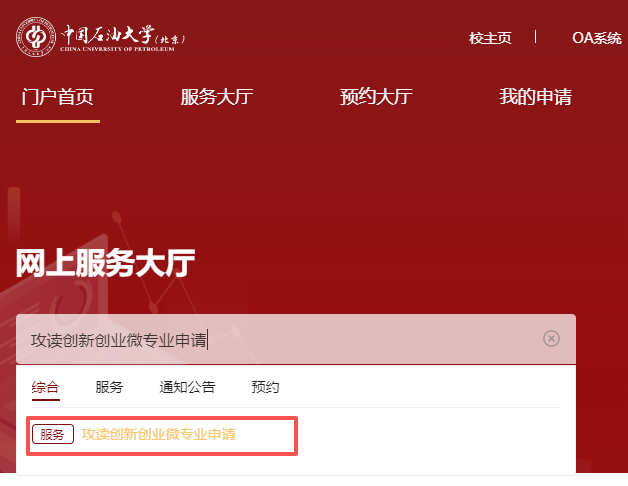 中国石油大学(北京)
CHINA UNIVERSITY OF PETROLEUM
校主页 OA系统
门户首页 服务大厅 预约大厅 我的申请
网上服务大厅
攻读创新创业微专业申请
综合 服务 通知公告 预约
服务 攻读创新创业微专业申请